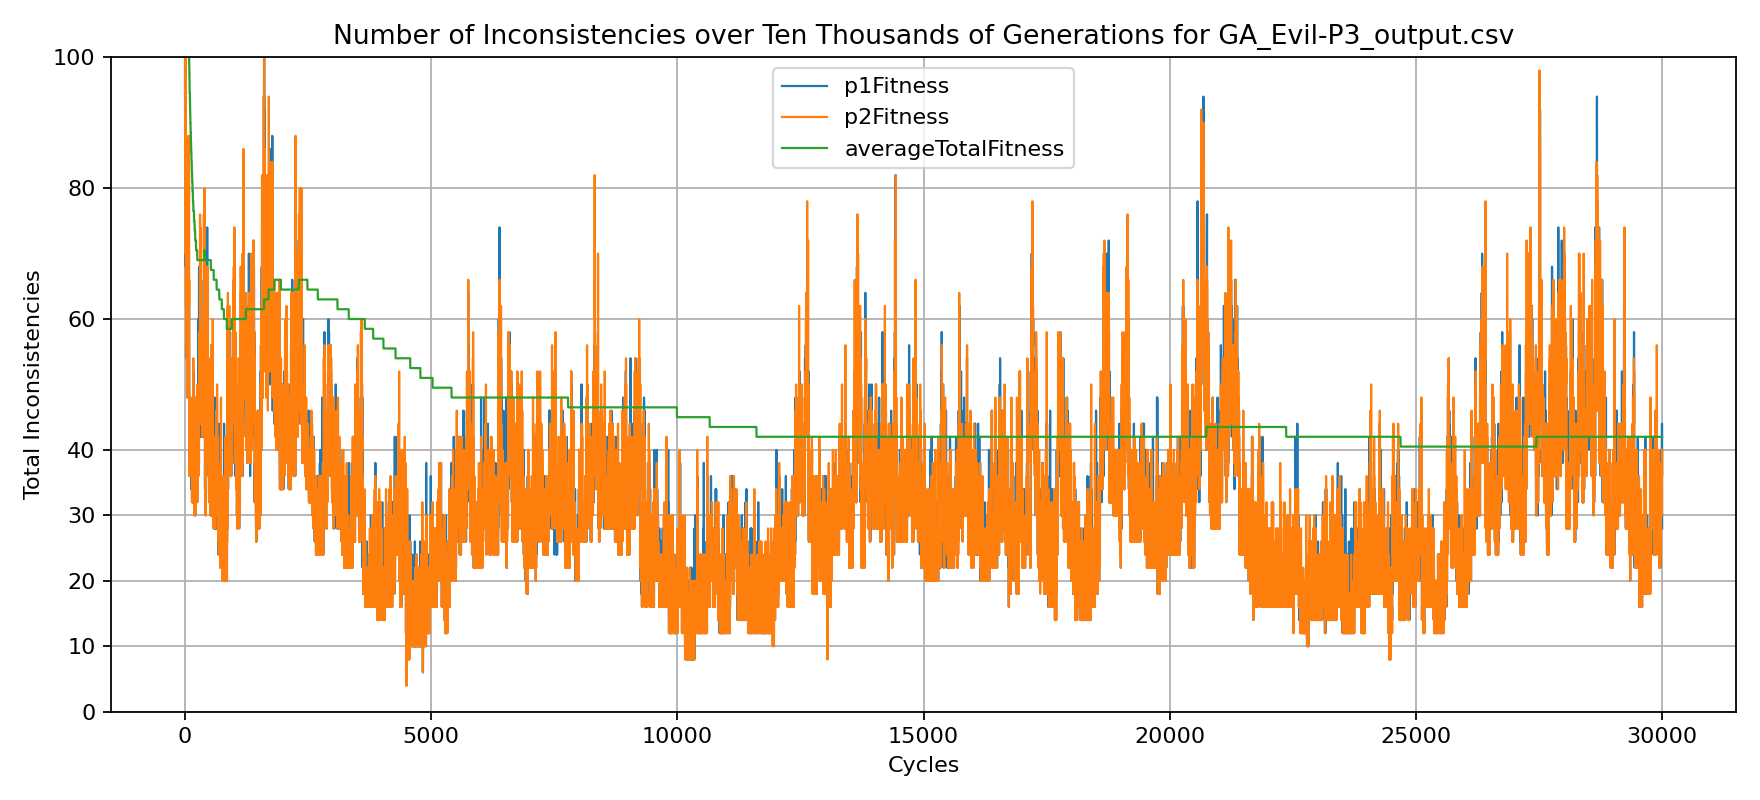 Number of Inconsistencies over Ten Thousands of Generations for GA_Evil-P3_output.csv
p1Fitness
p2Fitness
averageTotalFitness
Total Inconsistencies
100
80
60
40
30
20
10
0
0 5000 10000 15000 20000 25000 30000
Cycles